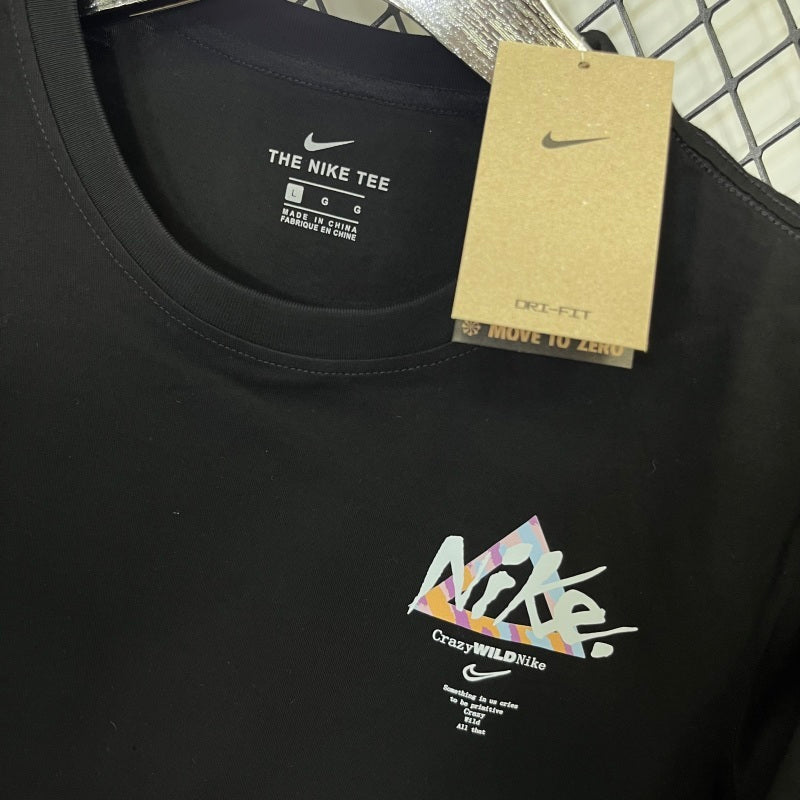 THE NIKE TEE
L G G
MADE IN CHINA
FABRIQUE EN CHINE
DRI-FIT
MOVE TO ZERO
Nike.
CrazyWILDNike
Something in us cries
to be primitive
Crazy
Wild
All that